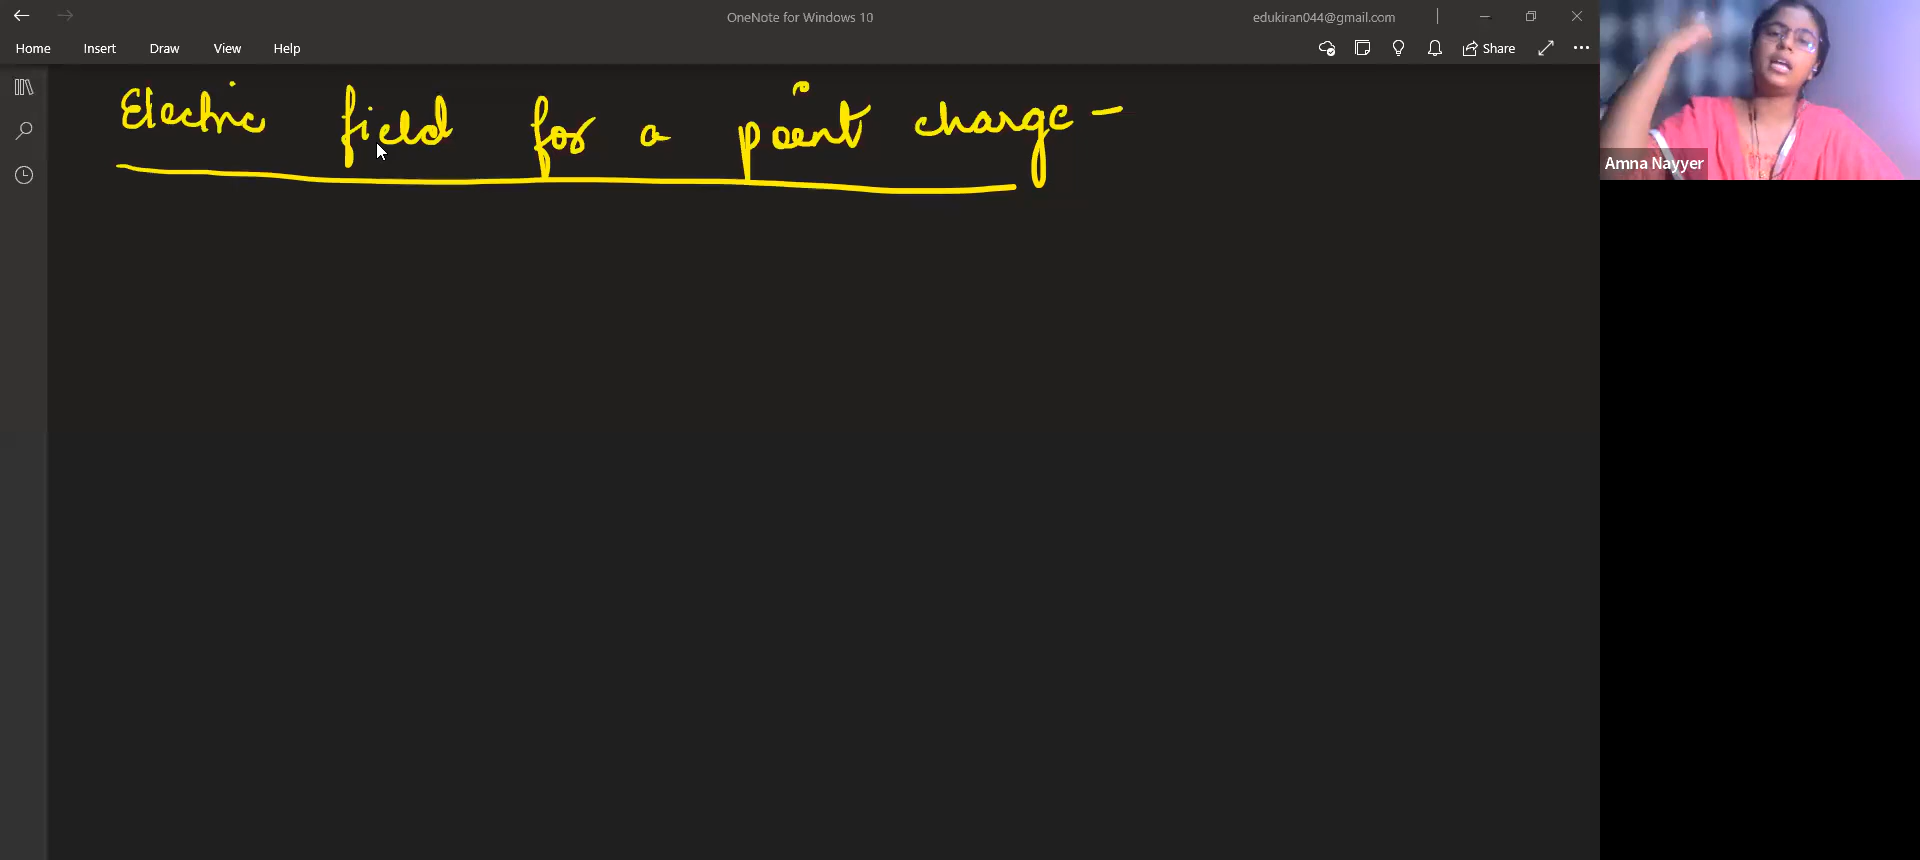 OneNote for Windows 10
edukiran044@gmail.com
Home Insert Draw View Help
Share
Electric field for a point charge -
Amna Nayyer